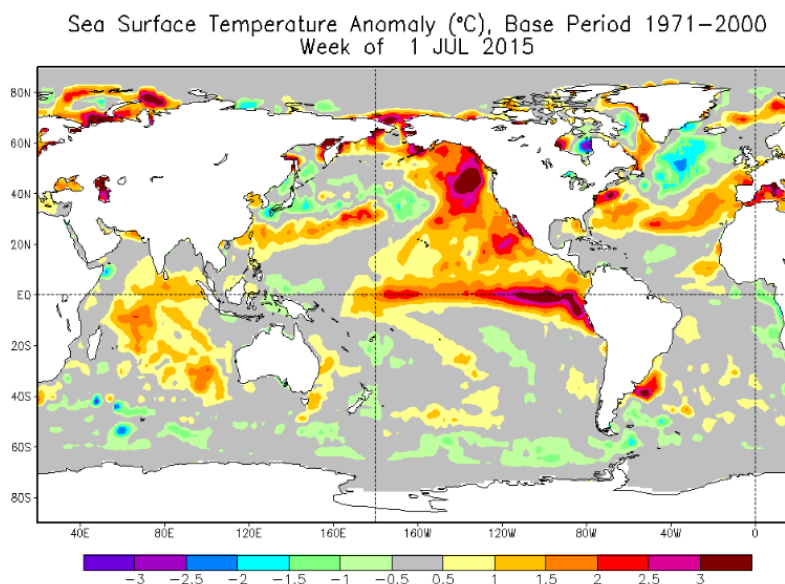 Sea Surface Temperature Anomaly (°C), Base Period 1971−2000
Week of 1 JUL 2015
80N
60N
40N
20N
EQ
20S
40S
60S
80S
40E 80E 120E 160E 160W 120W 80W 40W 0
−3 −2.5 −2 −1.5 −1 −0.5 0.5 1 1.5 2 2.5 3